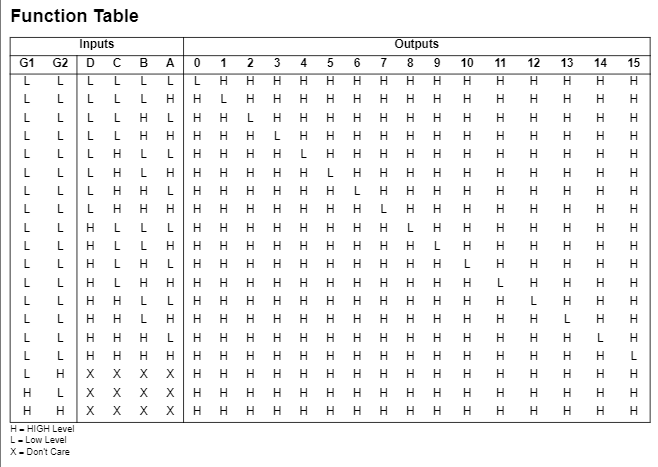 Function Table
Inputs Outputs
G1 G2 D C B A 0 1 2 3 4 5 6 7 8 9 10 11 12 13 14 15
L L L L L L L H H H H H H H H H H H H H H H
L L L L L H H L H H H H H H H H H H H H H H
L L L L H L H H L H H H H H H H H H H H H H
L L L L H H H H H L H H H H H H H H H H H H
L L L H L L H H H H L H H H H H H H H H H H
L L L H L H H H H H H L H H H H H H H H H H
L L L H H L H H H H H H L H H H H H H H H H
L L L H H H H H H H H H H L H H H H H H H H
L L H L L L H H H H H H H H L H H H H H H H
L L H L L H H H H H H H H H H L H H H H H H
L L H L H L H H H H H H H H H H L H H H H H
L L H L H H H H H H H H H H H H H L H H H H
L L H H L L H H H H H H H H H H H H L H H H
L L H H L H H H H H H H H H H H H H H L H H
L L H H H L H H H H H H H H H H H H H H L H
L L H H H H H H H H H H H H H H H H H H H L
L H X X X X H H H H H H H H H H H H H H H H
H L X X X X H H H H H H H H H H H H H H H H
H H X X X X H H H H H H H H H H H H H H H H
H = HIGH Level
L = Low Level
X = Don't Care